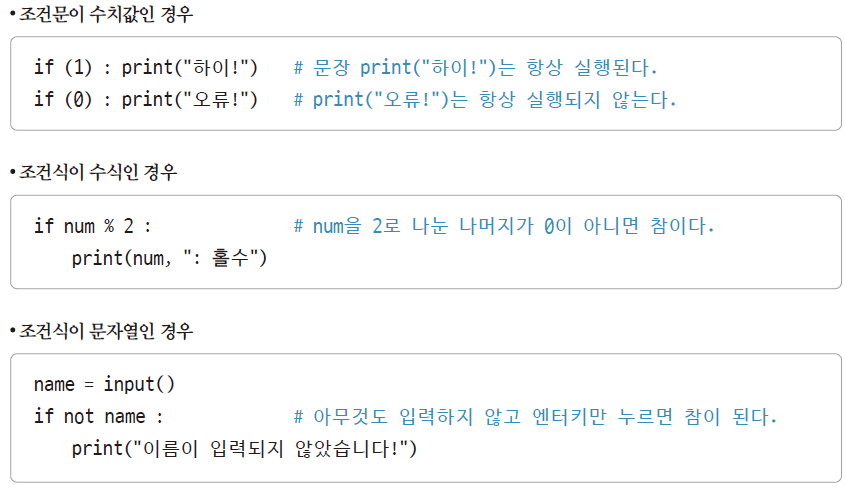 • 조건문이 수치값인 경우
if (1) : print("하이!")   # 문장 print("하이!")는 항상 실행된다.
if (0) : print("오류!")   # print("오류!")는 항상 실행되지 않는다.
• 조건식이 수식인 경우
if num % 2 :   # num을 2로 나눈 나머지가 0이 아니면 참이다.
print(num, ": 홀수")
• 조건식이 문자열인 경우
name = input()
if not name :   # 아무것도 입력하지 않고 엔터키만 누르면 참이 된다.
print("이름이 입력되지 않았습니다!")